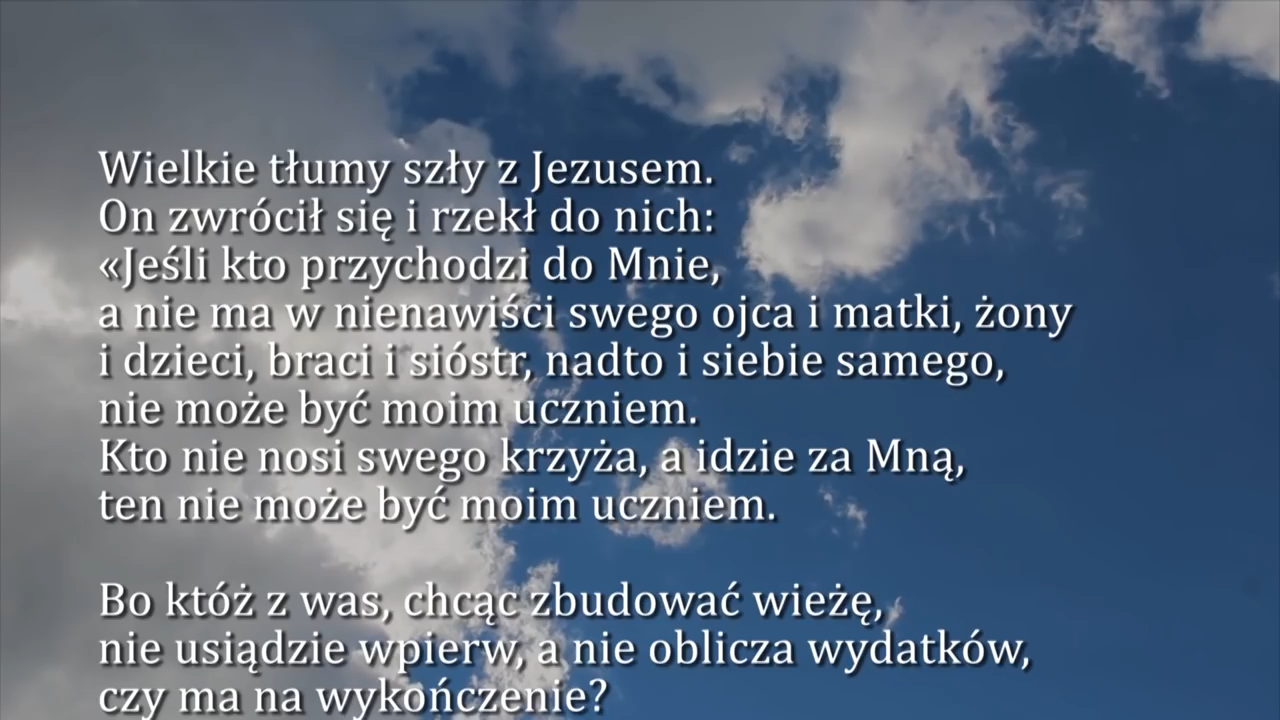 Wielkie tłumy szły z Jezusem.
On zwrócił się i rzekł do nich:
«Jeśli kto przychodzi do Mnie,
a nie ma w nienawiści swego ojca i matki, żony
i dzieci, braci i sióstr, nadto i siebie samego,
nie może być moim uczniem.
Kto nie nosi swego krzyża, a idzie za Mną,
ten nie może być moim uczniem.
Bo któż z was, chcąc zbudować wieżę,
nie usiądzie wpierw, a nie oblicza wydatków,
czy ma na wykończenie?